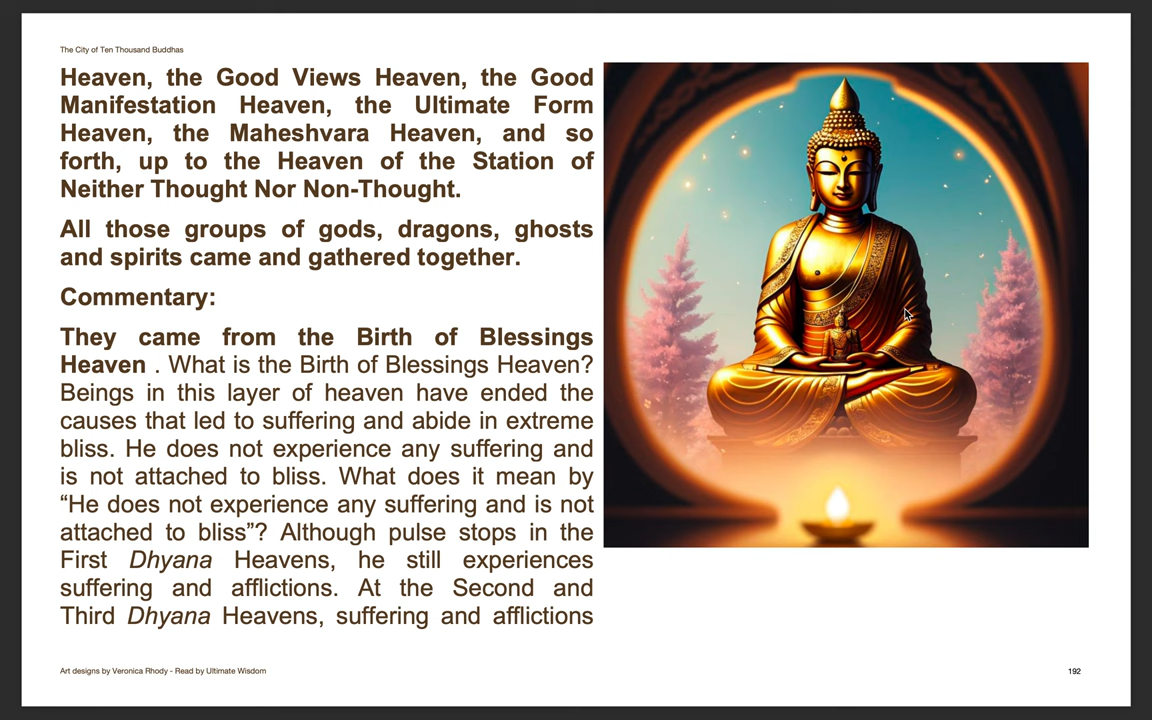 The City of Ten Thousand Buddhas
Heaven, the Good Views Heaven, the Good
Manifestation Heaven, the Ultimate Form
Heaven, the Maheshvara Heaven, and so
forth, up to the Heaven of the Station of
Neither Thought Nor Non-Thought.
All those groups of gods, dragons, ghosts
and spirits came and gathered together.
Commentary:
They came from the Birth of Blessings
Heaven . What is the Birth of Blessings Heaven?
Beings in this layer of heaven have ended the
causes that led to suffering and abide in extreme
bliss. He does not experience any suffering and
is not attached to bliss. What does it mean by
“He does not experience any suffering and is not
attached to bliss”? Although pulse stops in the
First Dhyana Heavens, he still experiences
suffering and afflictions. At the Second and
Third Dhyana Heavens, suffering and afflictions
Art designs by Veronica Rhody - Read by Ultimate Wisdom
192